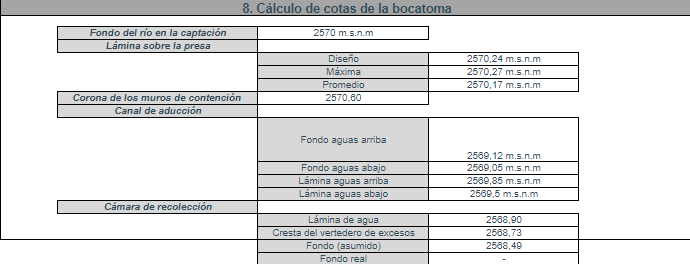 8. Cálculo de cotas de la bocatoma
Fondo del río en la captación 2570 m.s.n.m
Lámina sobre la presa
Diseño 2570,24 m.s.n.m
Máxima 2570,27 m.s.n.m
Promedio 2570,17 m.s.n.m
Corona de los muros de contención 2570,60
Canal de aducción
Fondo aguas arriba 2569,12 m.s.n.m
Fondo aguas abajo 2569,05 m.s.n.m
Lámina aguas arriba 2569,85 m.s.n.m
Lámina aguas abajo 2569,5 m.s.n.m
Cámara de recolección
Lámina de agua 2568,90
Cresta del vertedero de excesos 2568,73
Fondo (asumido) 2568,49
Fondo real -